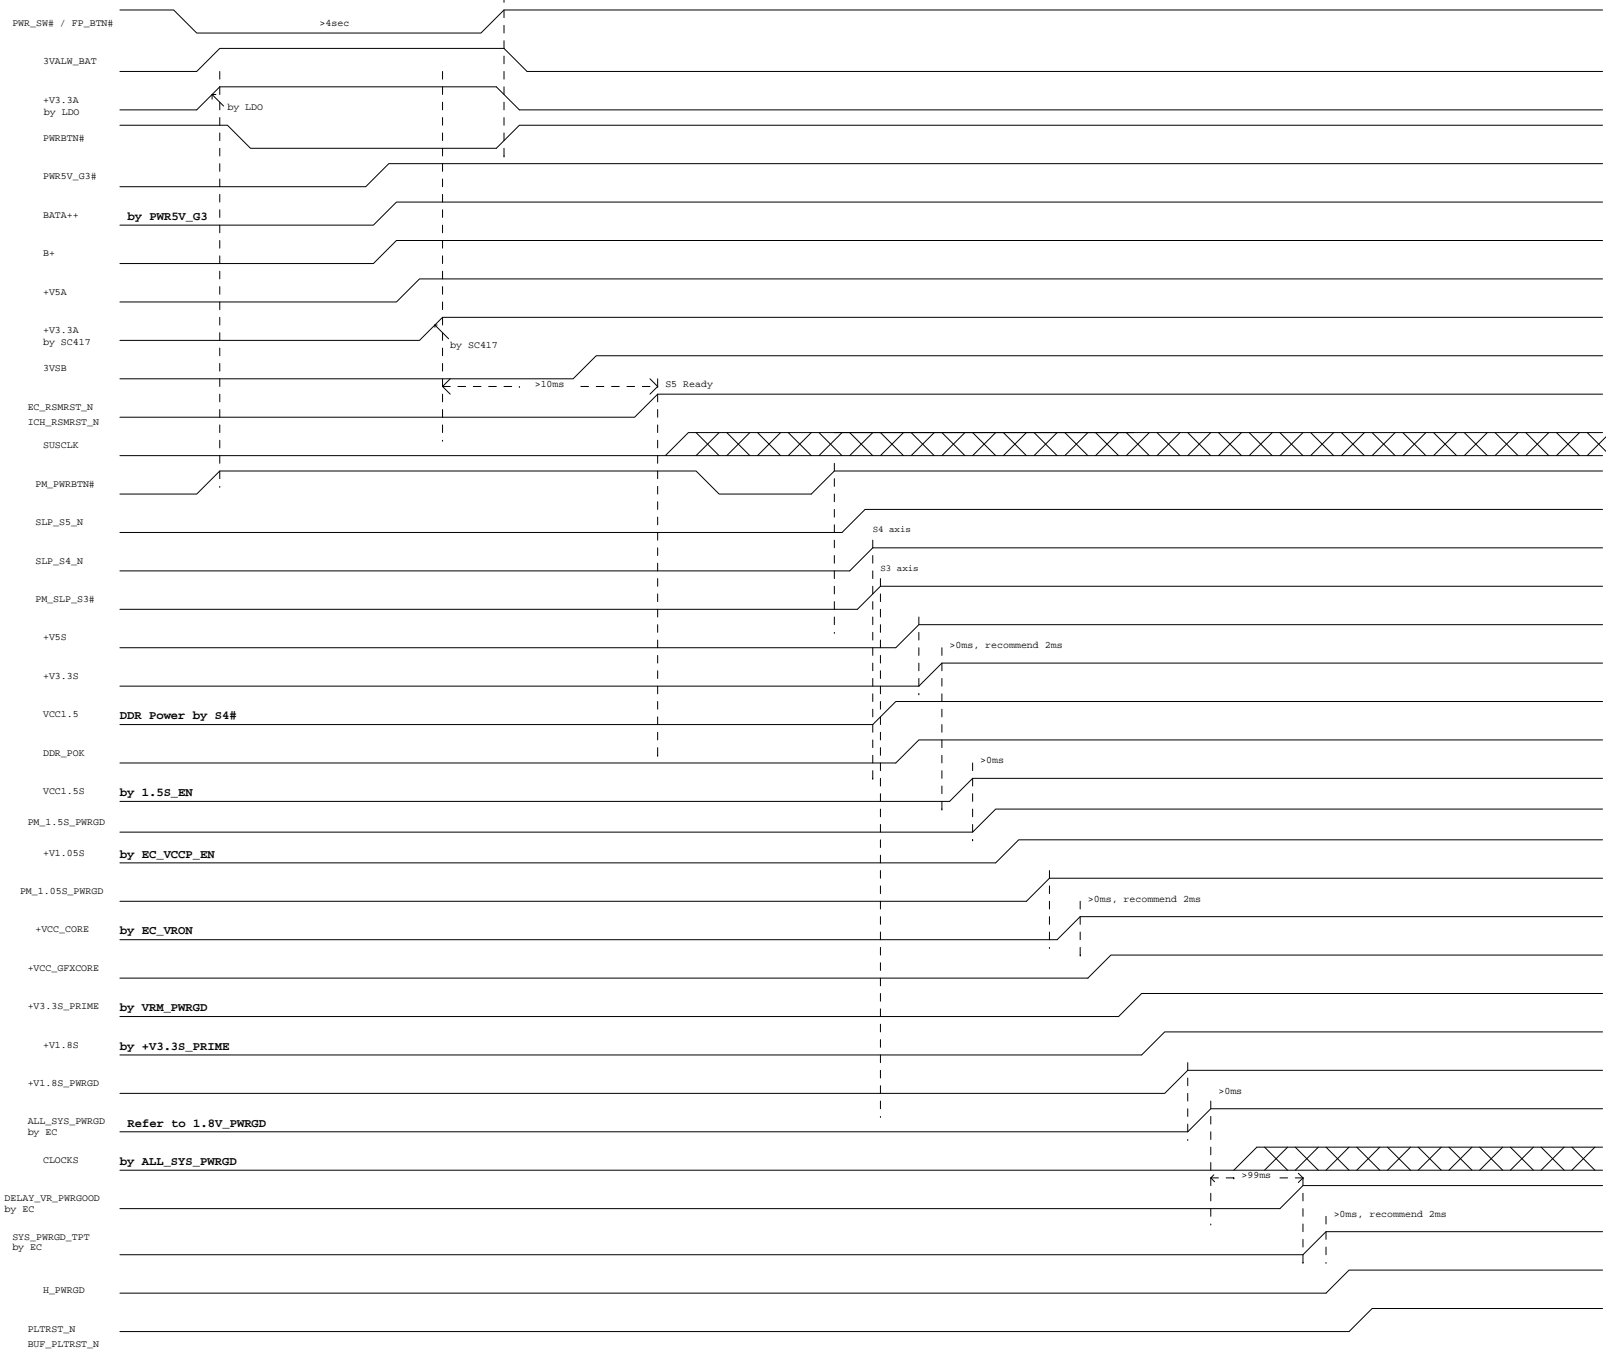 PWR_SW# / FP_BTN#
>4sec
3VALW_BAT
+V3.3A
by LDO
by LDO
PWRBTN#
PWR5V_G3#
BATA++
by PWR5V_G3
B+
+V5A
+V3.3A
by SC417
by SC417
3VSB
>10ms
S5 Ready
EC_RSMRST_N
ICH_RSMRST_N
SUSCLK
PM_PWRBTN#
SLP_S5_N
S4 axis
SLP_S4_N
S3 axis
PM_SLP_S3#
+V5S
>0ms, recommend 2ms
+V3.3S
VCC1.5
DDR Power by S4#
DDR_POK
>0ms
VCC1.5S
by 1.5S_EN
PM_1.5S_PWRGD
+V1.05S
by EC_VCCP_EN
PM_1.05S_PWRGD
>0ms, recommend 2ms
+VCC_CORE
by EC_VRON
+VCC_GFXCORE
+V3.3S_PRIME
by VRM_PWRGD
+V1.8S
by +V3.3S_PRIME
+V1.8S_PWRGD
>0ms
ALL_SYS_PWRGD
by EC
Refer to 1.8V_PWRGD
CLOCKS
by ALL_SYS_PWRGD
>99ms
DELAY_VR_PWRGOOD
by EC
>0ms, recommend 2ms
SYS_PWRGD_TPT
by EC
H_PWRGD
PLTRST_N
BUF_PLTRST_N